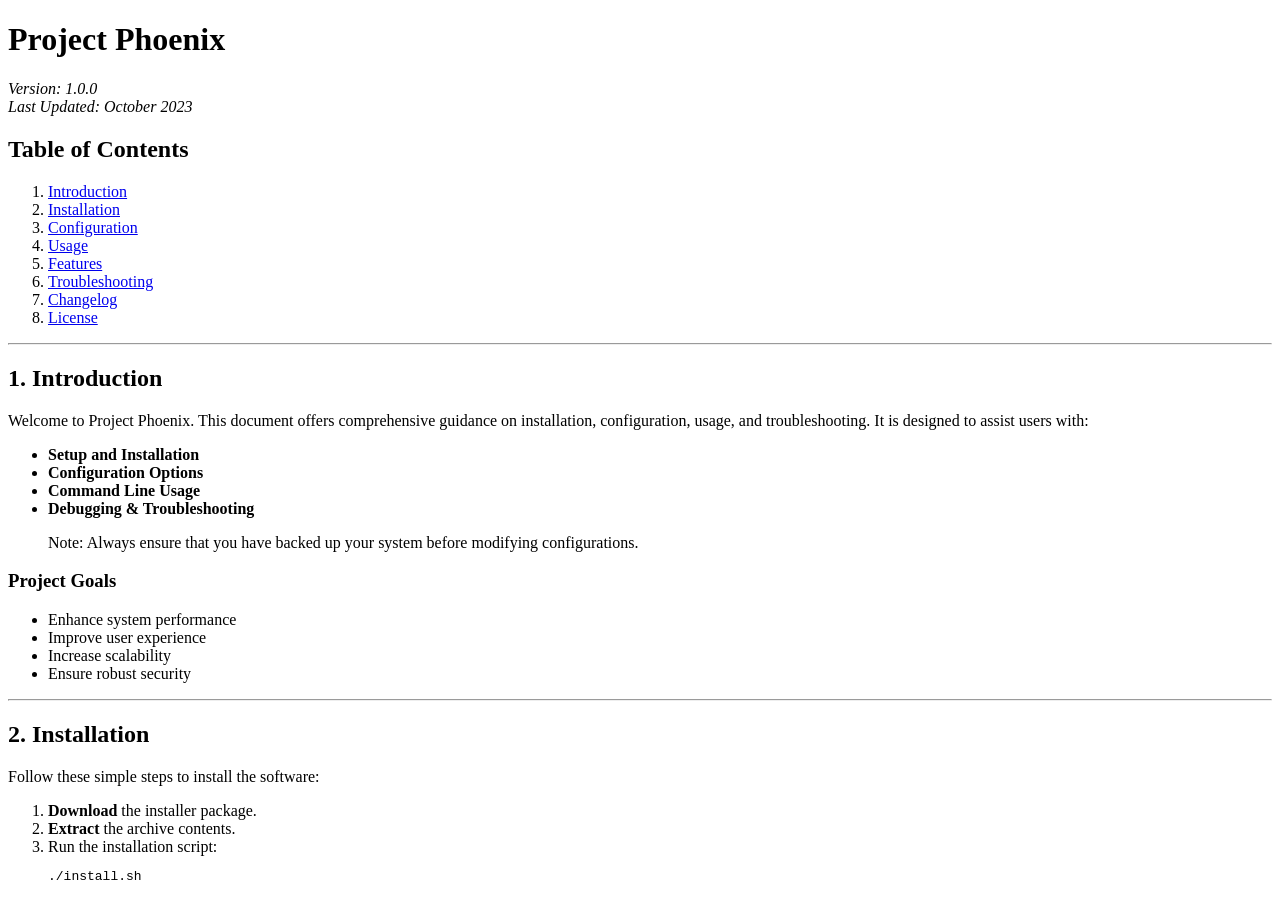 Project Phoenix
Version: 1.0.0
Last Updated: October 2023
Table of Contents
1. Introduction
2. Installation
3. Configuration
4. Usage
5. Features
6. Troubleshooting
7. Changelog
8. License
1. Introduction
Welcome to Project Phoenix. This document offers comprehensive guidance on installation, configuration, usage, and troubleshooting. It is designed to assist users with:
• Setup and Installation
• Configuration Options
• Command Line Usage
• Debugging & Troubleshooting
Note: Always ensure that you have backed up your system before modifying configurations.
Project Goals
• Enhance system performance
• Improve user experience
• Increase scalability
• Ensure robust security
2. Installation
Follow these simple steps to install the software:
1. Download the installer package.
2. Extract the archive contents.
3. Run the installation script:
./install.sh